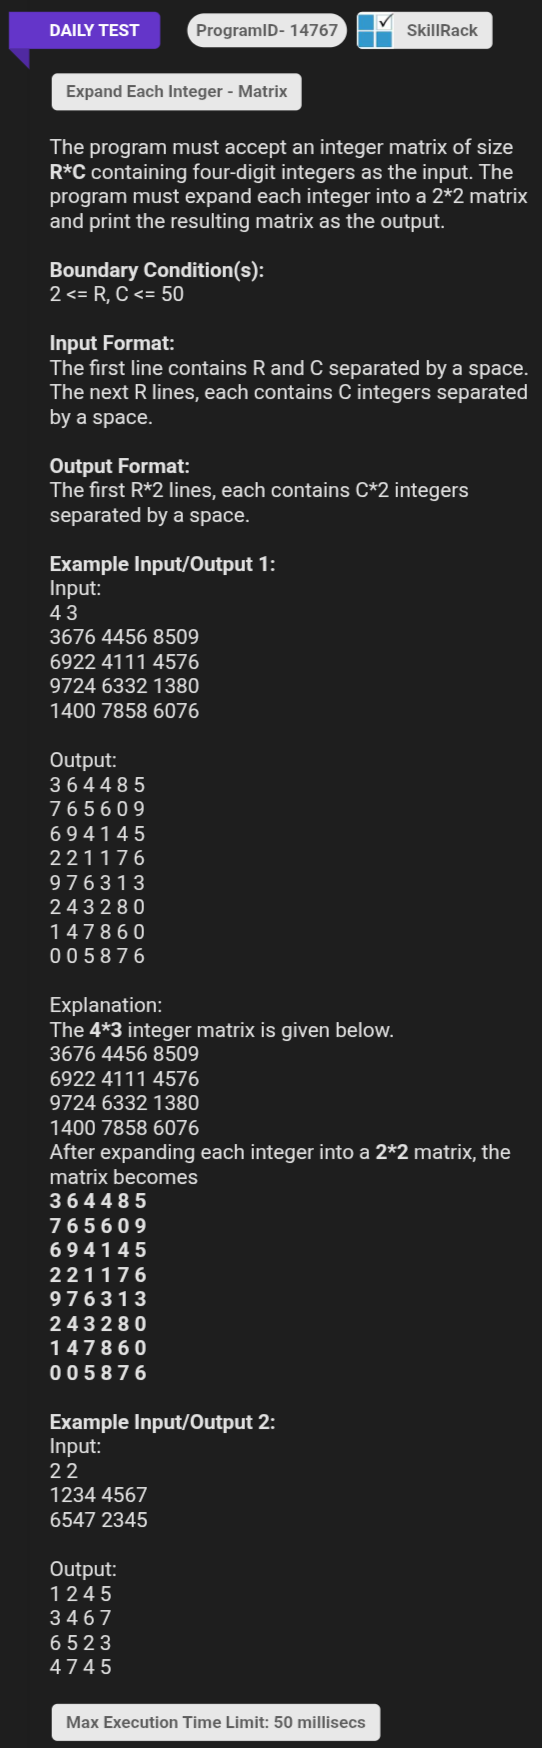 DAILY TEST
ProgramID- 14767
SkillRack
Expand Each Integer - Matrix
The program must accept an integer matrix of size
R*C containing four-digit integers as the input. The
program must expand each integer into a 2*2 matrix
and print the resulting matrix as the output.
Boundary Condition(s):
2 <= R, C <= 50
Input Format:
The first line contains R and C separated by a space.
The next R lines, each contains C integers separated
by a space.
Output Format:
The first R*2 lines, each contains C*2 integers
separated by a space.
Example Input/Output 1:
Input:
4 3
3676 4456 8509
6922 4111 4576
9724 6332 1380
1400 7858 6076
Output:
3 6 4 4 8 5
7 6 5 6 0 9
6 9 4 1 4 5
2 2 1 1 7 6
9 7 6 3 1 3
2 4 3 2 8 0
1 4 7 8 6 0
0 0 5 8 7 6
Explanation:
The 4*3 integer matrix is given below.
3676 4456 8509
6922 4111 4576
9724 6332 1380
1400 7858 6076
After expanding each integer into a 2*2 matrix, the
matrix becomes
3 6 4 4 8 5
7 6 5 6 0 9
6 9 4 1 4 5
2 2 1 1 7 6
9 7 6 3 1 3
2 4 3 2 8 0
1 4 7 8 6 0
0 0 5 8 7 6
Example Input/Output 2:
Input:
2 2
1234 4567
6547 2345
Output:
1 2 4 5
3 4 6 7
6 5 2 3
4 7 4 5
Max Execution Time Limit: 50 millisecs